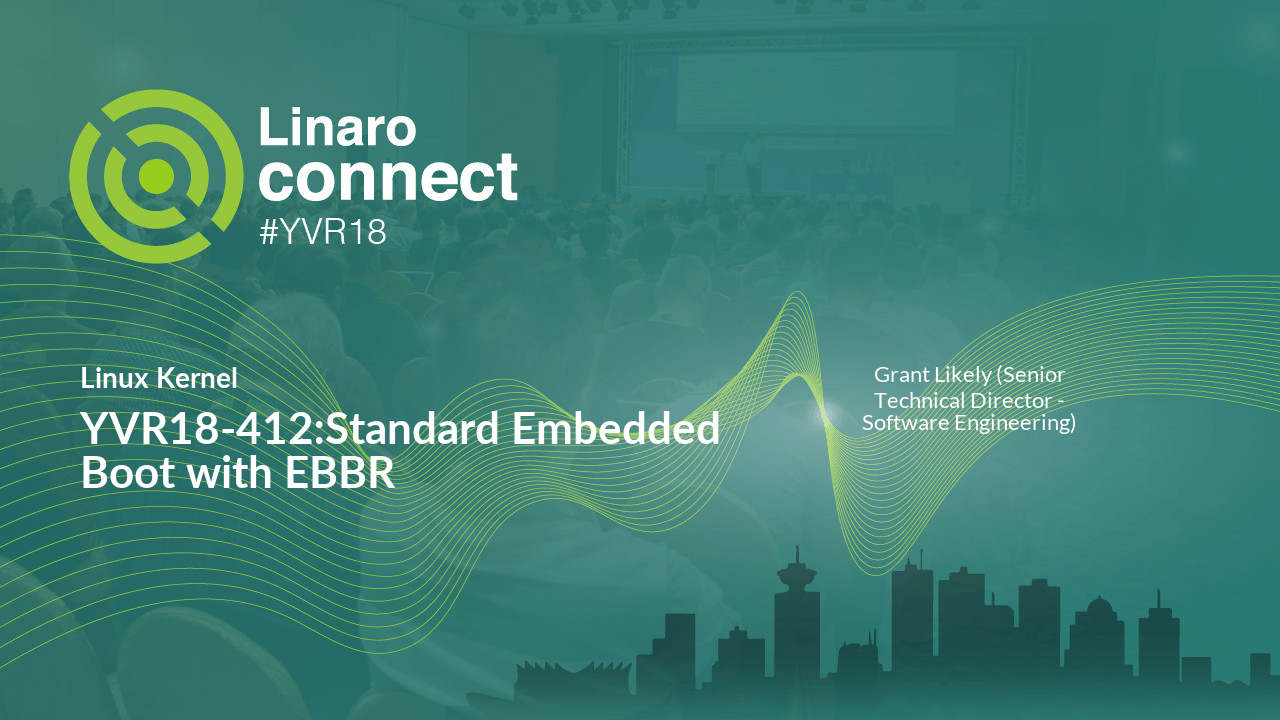 Linaro
connect
#YVR18
Linux Kernel
YVR18-412:Standard Embedded
Boot with EBBR
Grant Likely (Senior
Technical Director -
Software Engineering)